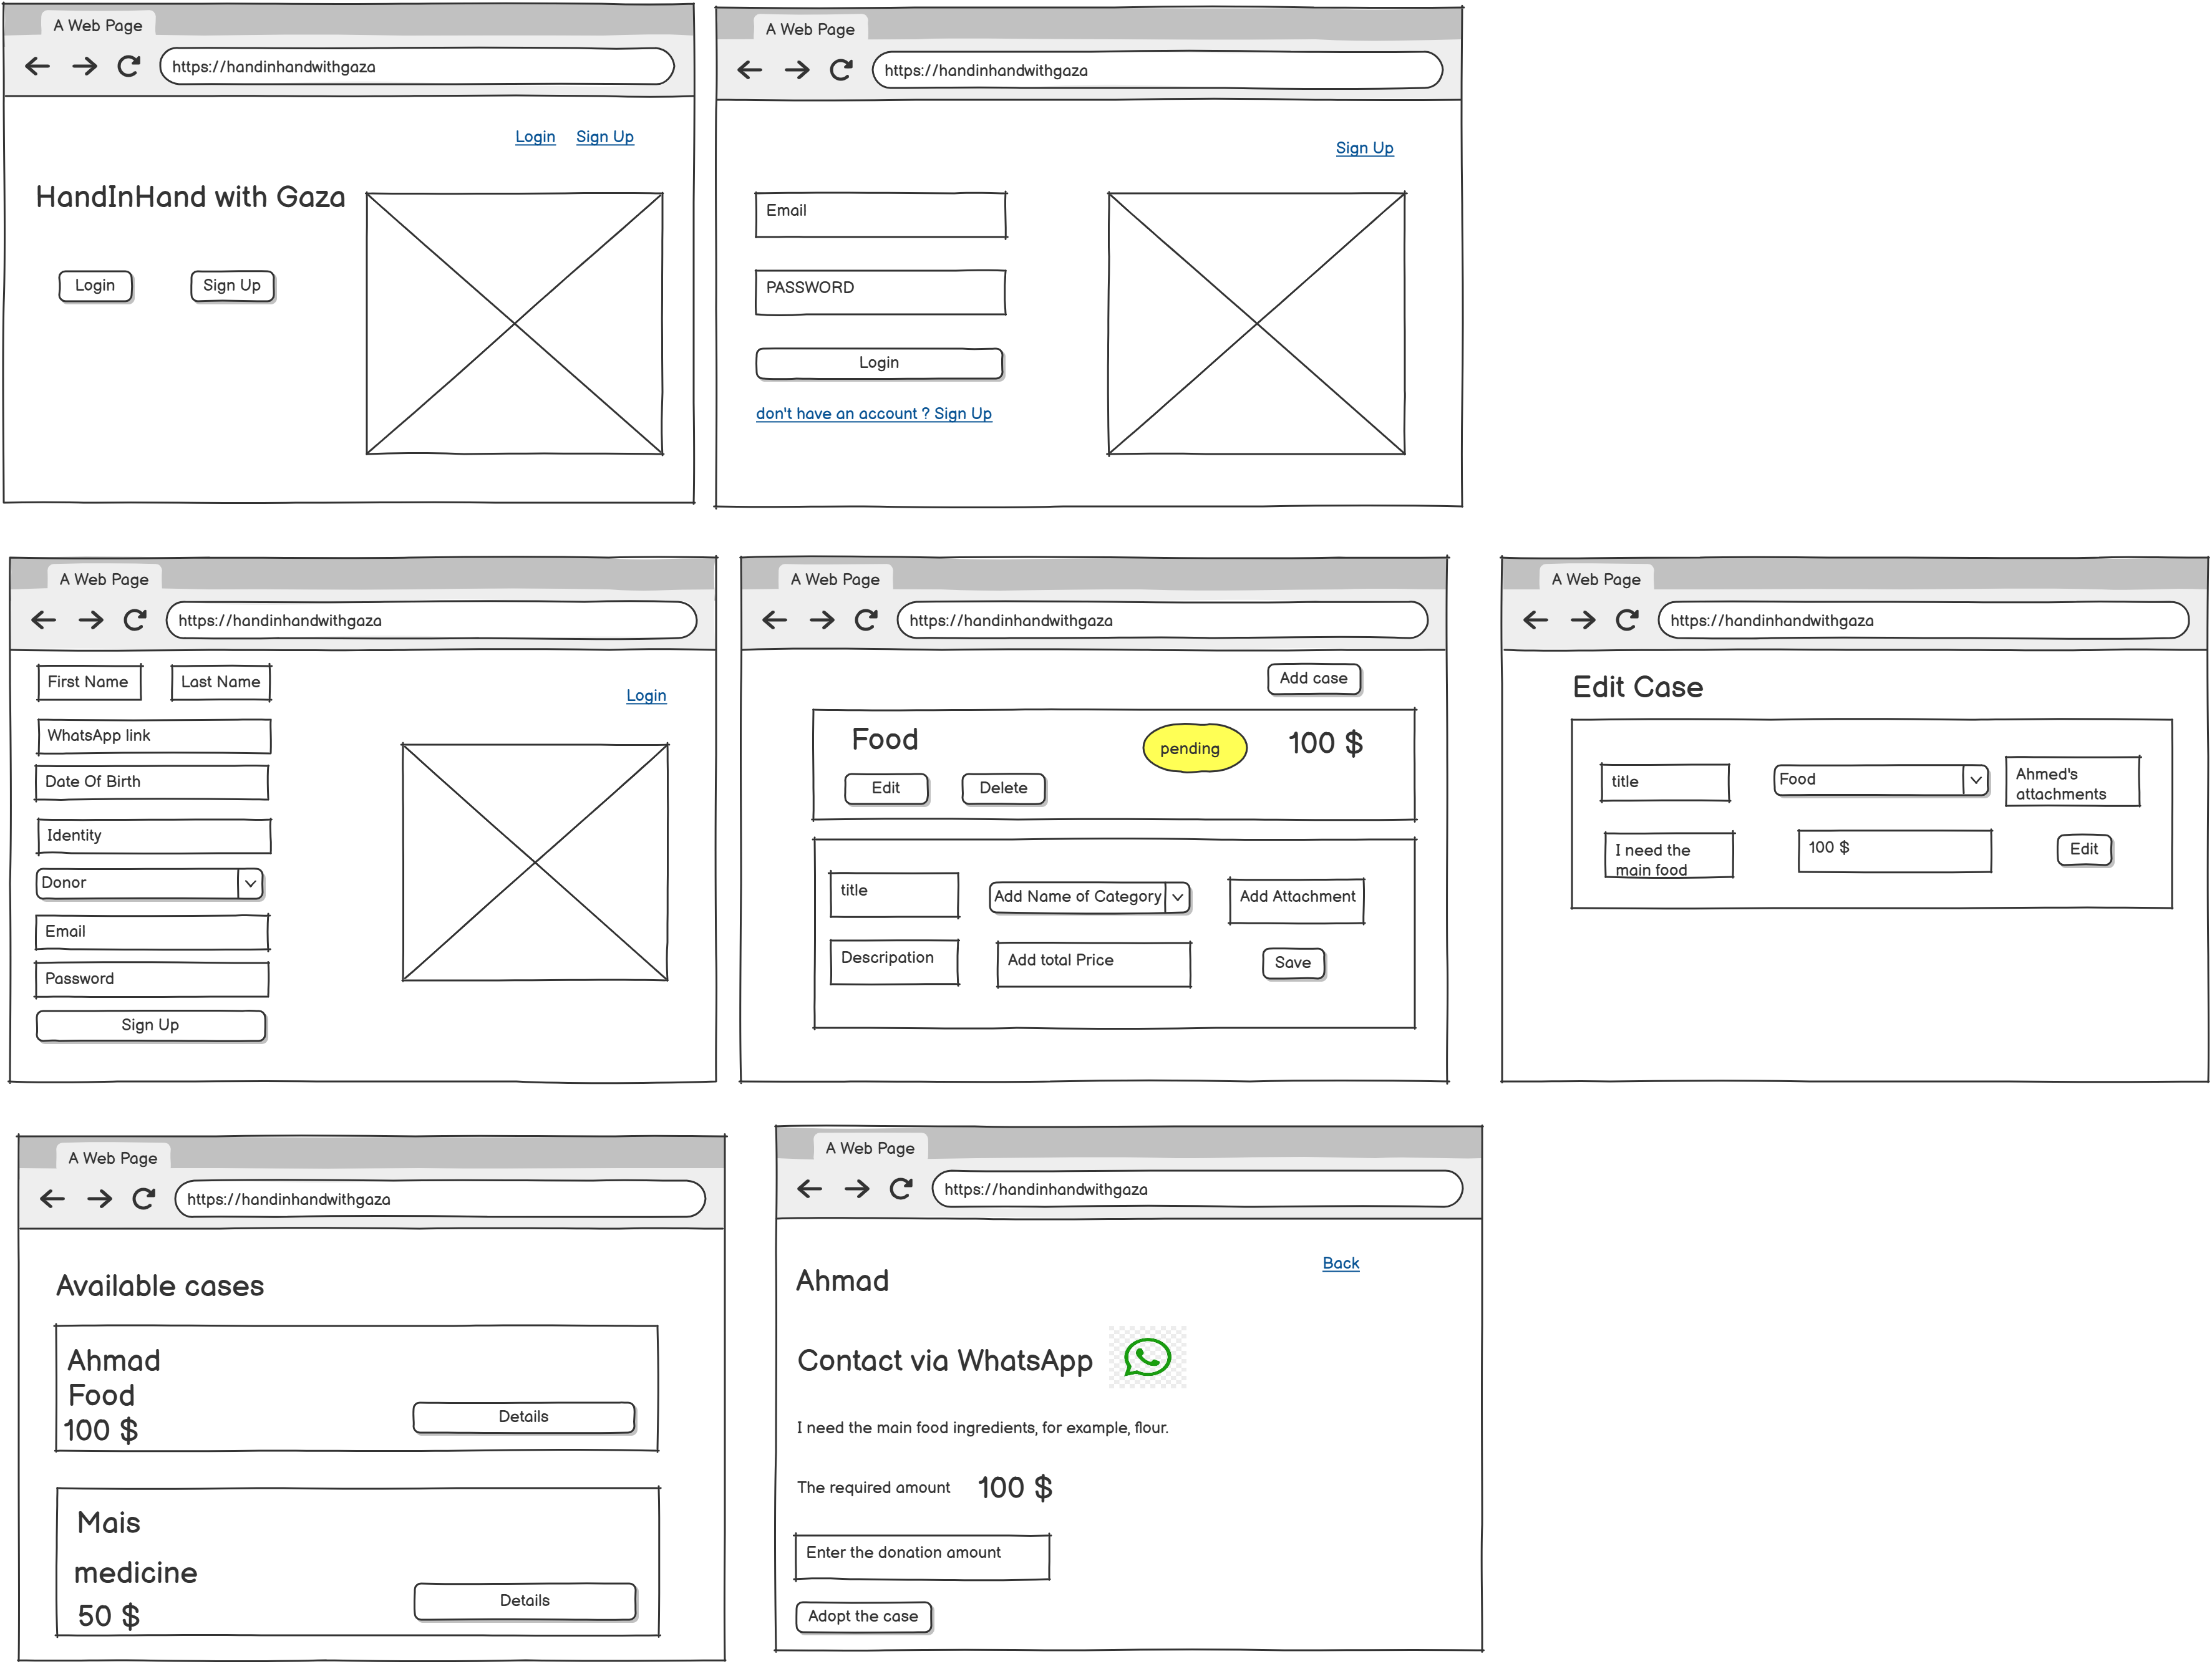 A Web Page
https://handinhandwithgaza
Login Sign Up
HandInHand with Gaza
Login Sign Up
A Web Page
https://handinhandwithgaza
Sign Up
Email
PASSWORD
Login
don't have an account ? Sign Up
A Web Page
https://handinhandwithgaza
First Name Last Name
Login
WhatsApp link
Date Of Birth
Identity
Donor
Email
Password
Sign Up
A Web Page
https://handinhandwithgaza
Add case
Food pending 100 $
Edit Delete
title Add Name of Category Add Attachment
Descripation Add total Price Save
A Web Page
https://handinhandwithgaza
Edit Case
title Food Ahmed's
attachments
I need the 100 $ Edit
main food
A Web Page
https://handinhandwithgaza
Available cases
Ahmad
Food
100 $ Details
Mais
medicine
50 $ Details
A Web Page
https://handinhandwithgaza
Back
Ahmad
Contact via WhatsApp
I need the main food ingredients, for example, flour.
The required amount 100 $
Enter the donation amount
Adopt the case